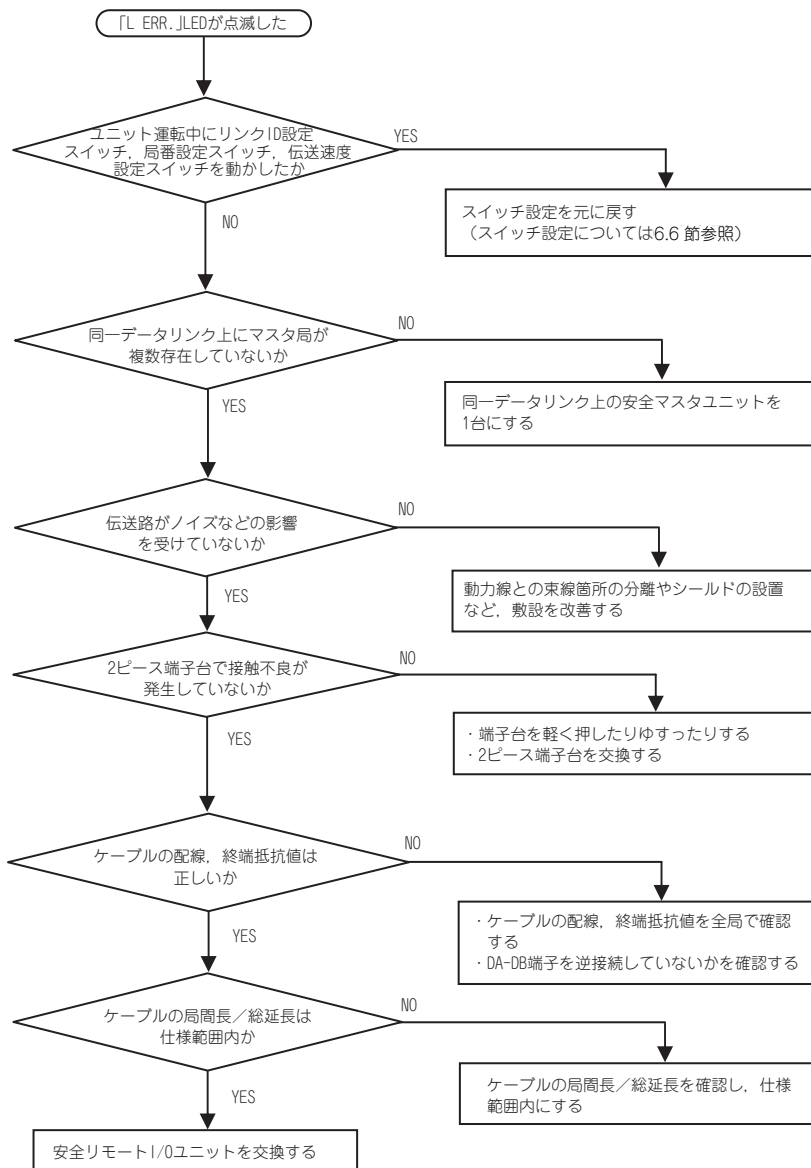 「L ERR.」LEDが点滅した
ユニット運転中にリンクID設定
スイッチ，局番設定スイッチ，伝送速度
設定スイッチを動かしたか
YES
スイッチ設定を元に戻す
（スイッチ設定については6.6 節参照）
NO
同一データリンク上にマスタ局が
複数存在していないか
NO
同一データリンク上の安全マスタユニットを
1台にする
YES
伝送路がノイズなどの影響
を受けていないか
NO
動力線との束線箇所の分離やシールドの設置
など，敷設を改善する
YES
2ピース端子台で接触不良が
発生していないか
NO
・端子台を軽く押したりゆすったりする
・2ピース端子台を交換する
YES
ケーブルの配線，終端抵抗値は
正しいか
NO
・ケーブルの配線，終端抵抗値を全局で確認
する
・DA-DB端子を逆接続していないかを確認する
YES
ケーブルの局間長／総延長は
仕様範囲内か
NO
ケーブルの局間長／総延長を確認し，仕様
範囲内にする
YES
安全リモートI/Oユニットを交換する